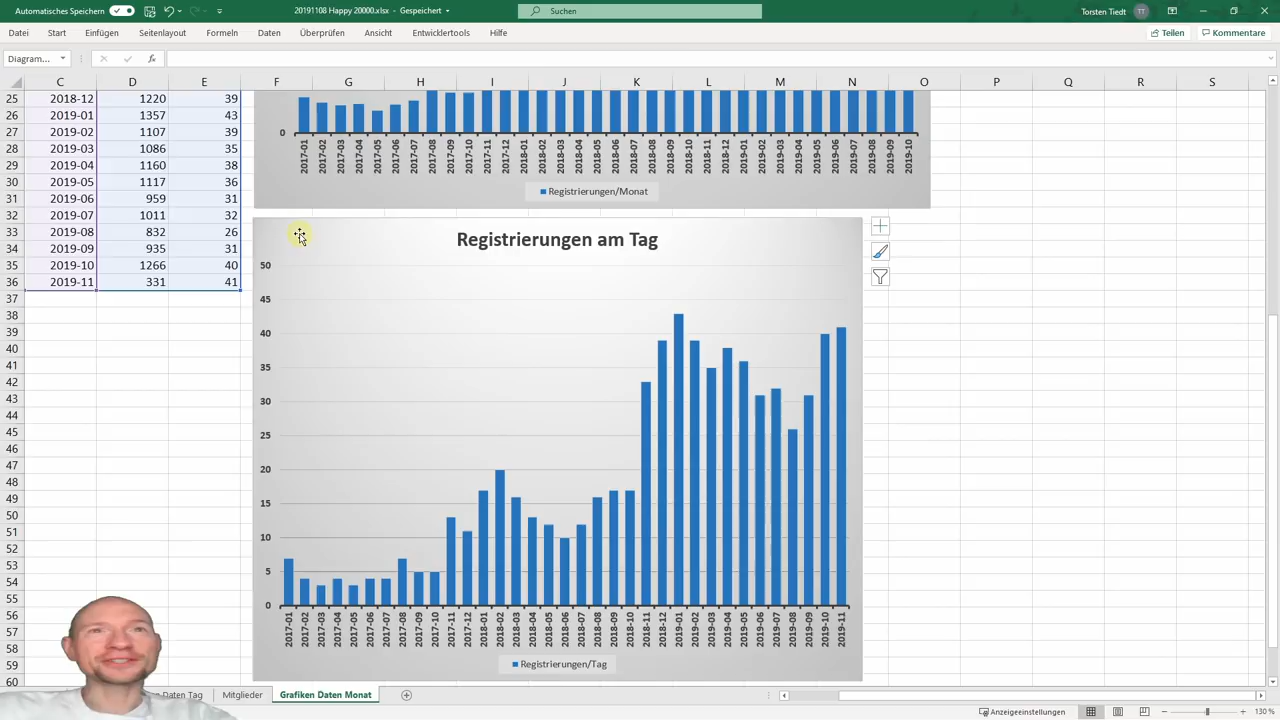 Automatisches Speichern
20191108 Happy 20000.xlsx - Gespeichert
Suchen
Torsten Tiedt
TT
Datei Start Einfügen Seitenlayout Formeln Daten Überprüfen Ansicht Entwicklertools Hilfe
Teilen Kommentare
Diagram...
fx
C D E F G H I J K L M N O P Q R S
25 2018-12 1220 39
26 2019-01 1357 43
27 2019-02 1107 39
28 2019-03 1086 35
29 2019-04 1160 38
30 2019-05 1117 36
31 2019-06 959 31
32 2019-07 1011 32
33 2019-08 832 26
34 2019-09 935 31
35 2019-10 1266 40
36 2019-11 331 41
37
38
39
40
41
42
43
44
45
46
47
48
49
50
51
52
53
54
55
56
57
58
59
60
0
2017-01 2017-02 2017-03 2017-04 2017-05 2017-06 2017-07 2017-08 2017-09 2017-10 2017-11 2017-12 2018-01 2018-02 2018-03 2018-04 2018-05 2018-06 2018-07 2018-08 2018-09 2018-10 2018-11 2018-12 2019-01 2019-02 2019-03 2019-04 2019-05 2019-06 2019-07 2019-08 2019-09 2019-10
Registrierungen/Monat
Registrierungen am Tag
50
45
40
35
30
25
20
15
10
5
0
2017-01 2017-02 2017-03 2017-04 2017-05 2017-06 2017-07 2017-08 2017-09 2017-10 2017-11 2017-12 2018-01 2018-02 2018-03 2018-04 2018-05 2018-06 2018-07 2018-08 2018-09 2018-10 2018-11 2018-12 2019-01 2019-02 2019-03 2019-04 2019-05 2019-06 2019-07 2019-08 2019-09 2019-10 2019-11
Registrierungen/Tag
Daten Tag Mitglieder Grafiken Daten Monat
Anzeigeeinstellungen
130 %